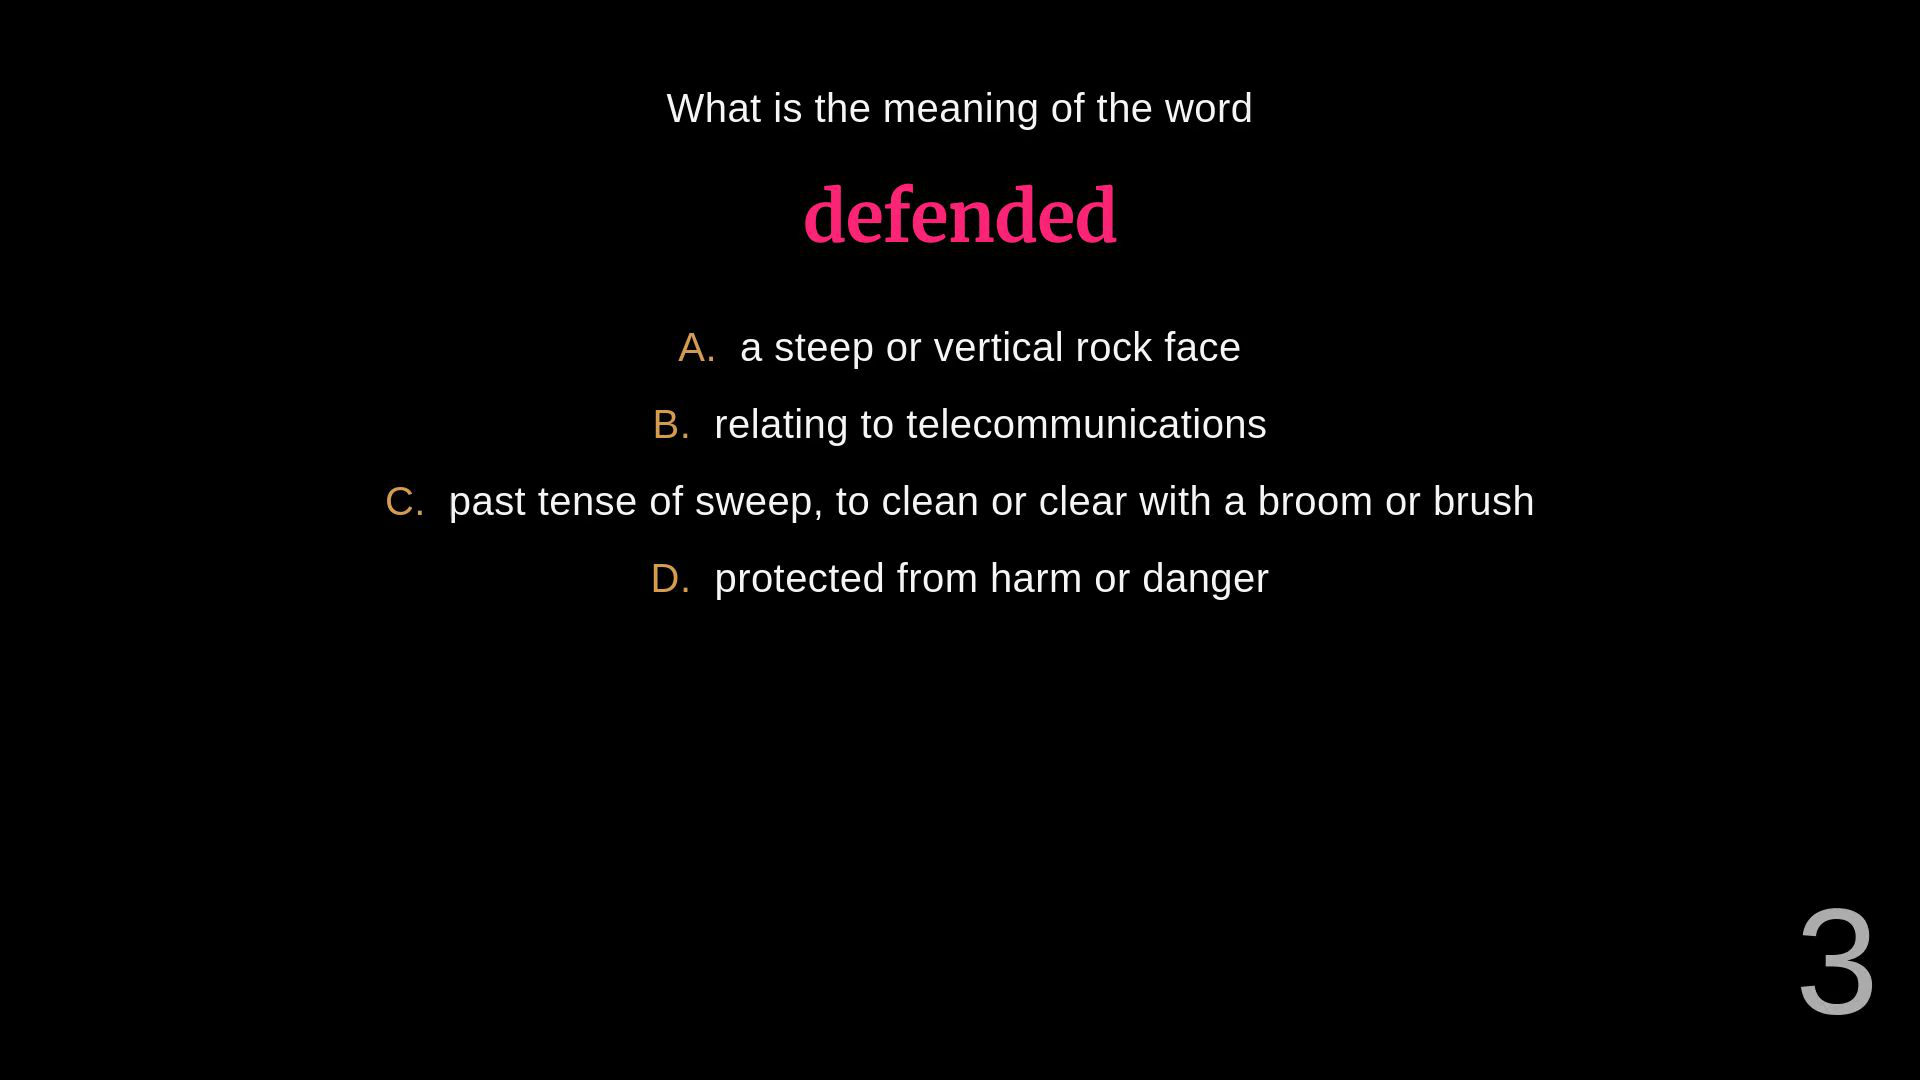 What is the meaning of the word
defended
A. a steep or vertical rock face
B. relating to telecommunications
C. past tense of sweep, to clean or clear with a broom or brush
D. protected from harm or danger
3